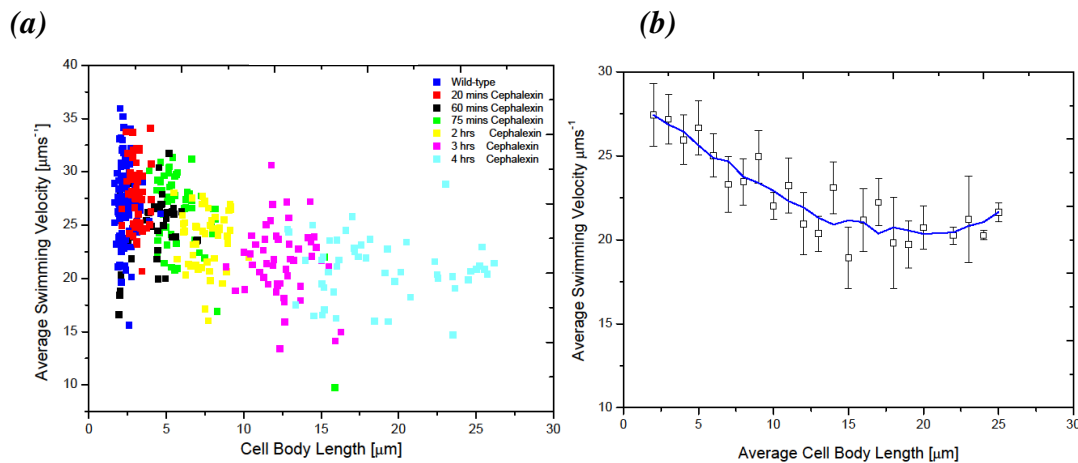 (a)
(b)
40
35
30
25
20
15
10
0
5
10
15
20
25
30
Average Swimming Velocity [µms⁻¹]
Cell Body Length [µm]
Wild-type
20 mins Cephalexin
60 mins Cephalexin
75 mins Cephalexin
2 hrs Cephalexin
3 hrs Cephalexin
4 hrs Cephalexin
30
25
20
15
10
0
5
10
15
20
25
30
Average Swimming Velocity µms⁻¹
Average Cell Body Length [µm]